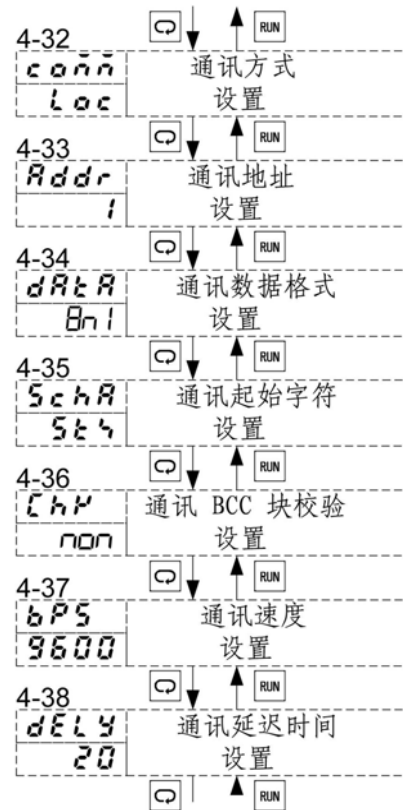 RUN
4-32
conn 通讯方式
Loc 设置
RUN
4-33
Addr 通讯地址
1 设置
RUN
4-34
dAtA 通讯数据格式
8n1 设置
RUN
4-35
SchA 通讯起始字符
设置
RUN
4-36
通讯 BCC 块校验
non 设置
RUN
4-37
bPS 通讯速度
9600 设置
RUN
4-38
dELY 通讯延迟时间
20 设置
RUN